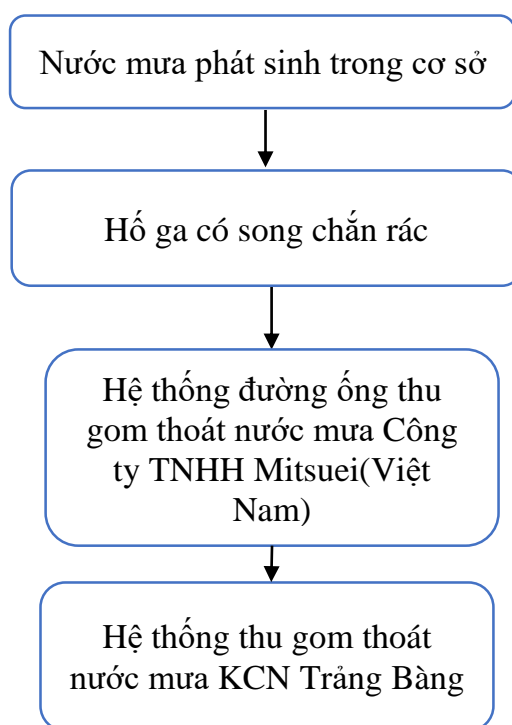 Nước mưa phát sinh trong cơ sở
Hố ga có song chắn rác
Hệ thống đường ống thu
gom thoát nước mưa Công
ty TNHH Mitsuei(Việt
Nam)
Hệ thống thu gom thoát
nước mưa KCN Trảng Bàng